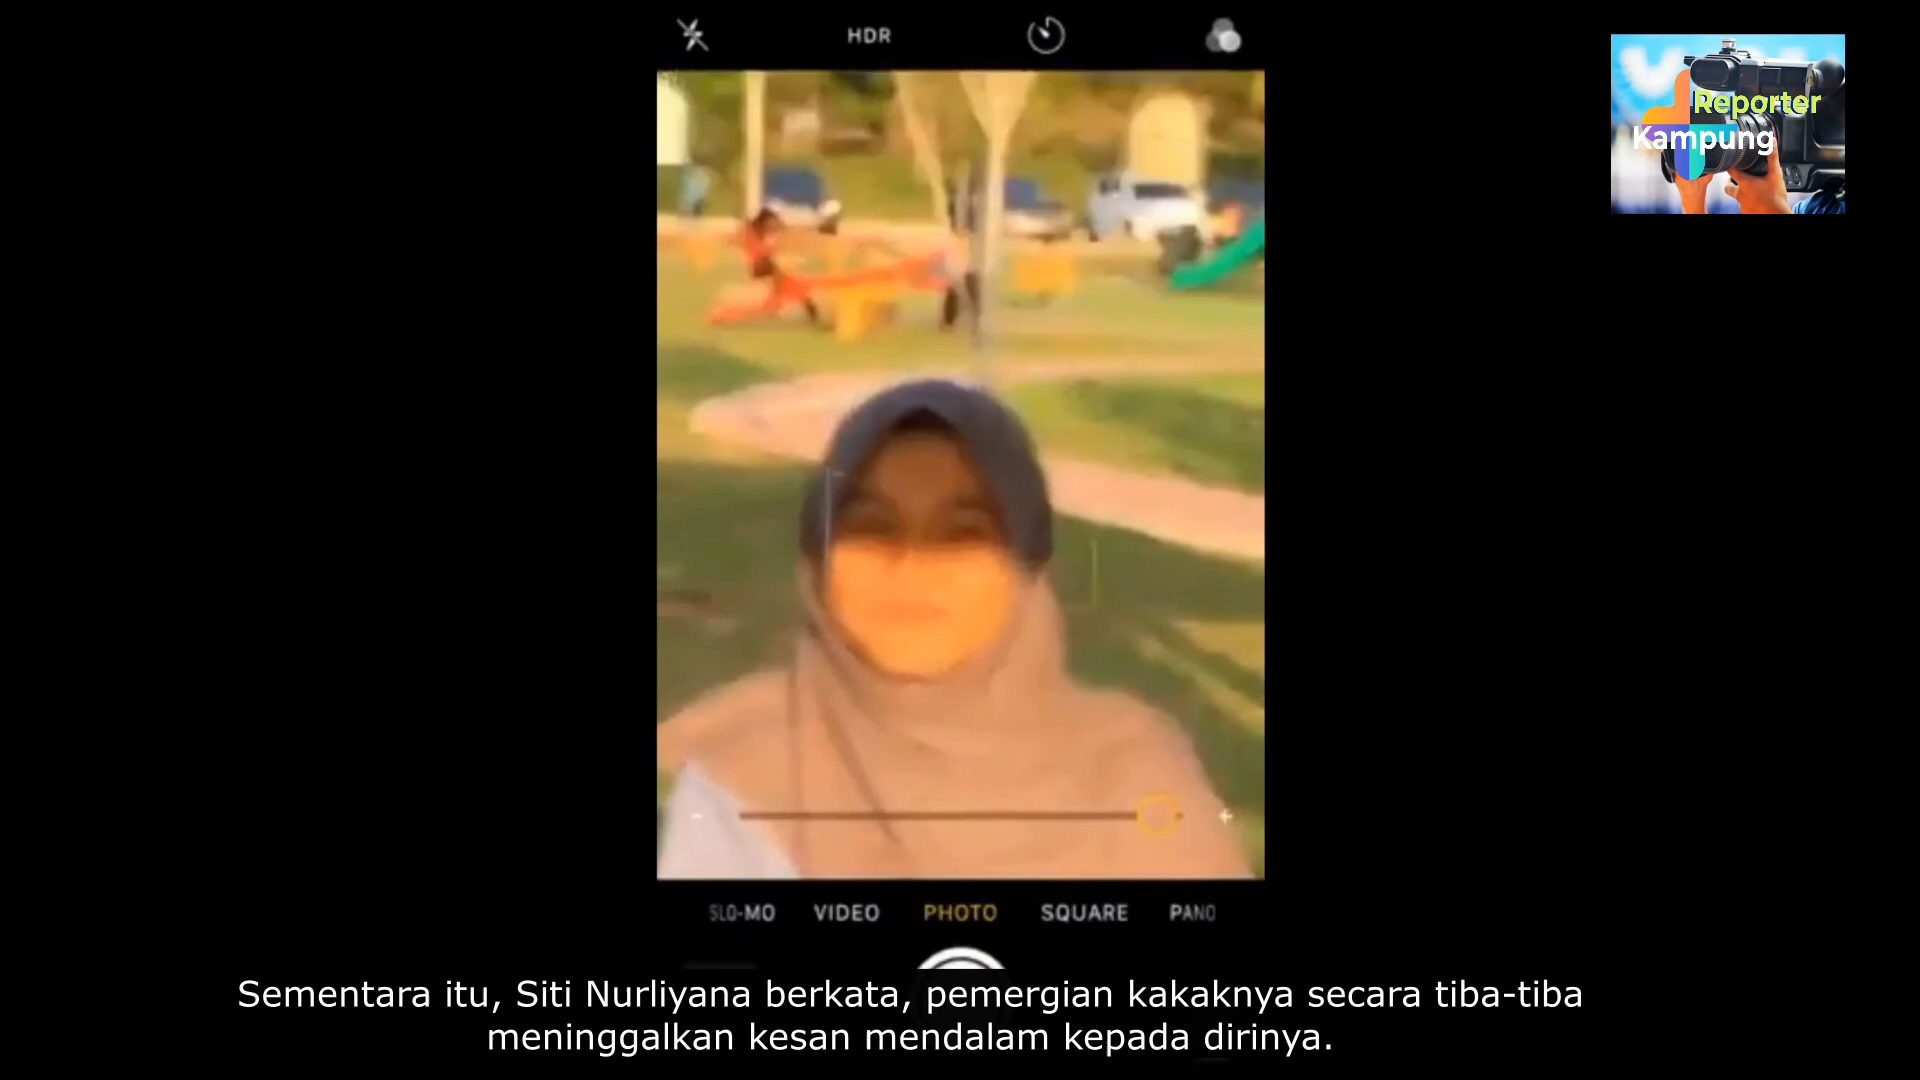 HDR
Reporter
Kampung
SLO-MO VIDEO PHOTO SQUARE PANO
Sementara itu, Siti Nurliyana berkata, pemergian kakaknya secara tiba-tiba
meninggalkan kesan mendalam kepada dirinya.